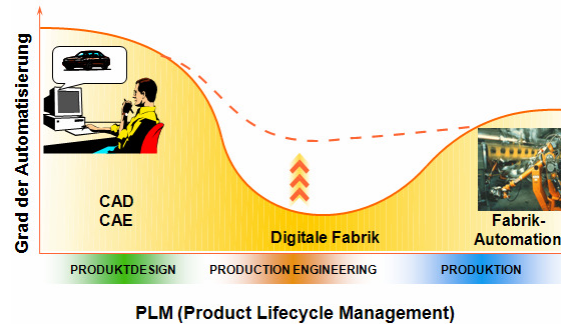 Grad der Automatisierung
CAD
CAE
Digitale Fabrik
Fabrik-
Automation
PRODUKTDESIGN
PRODUCTION ENGINEERING
PRODUKTION
PLM (Product Lifecycle Management)